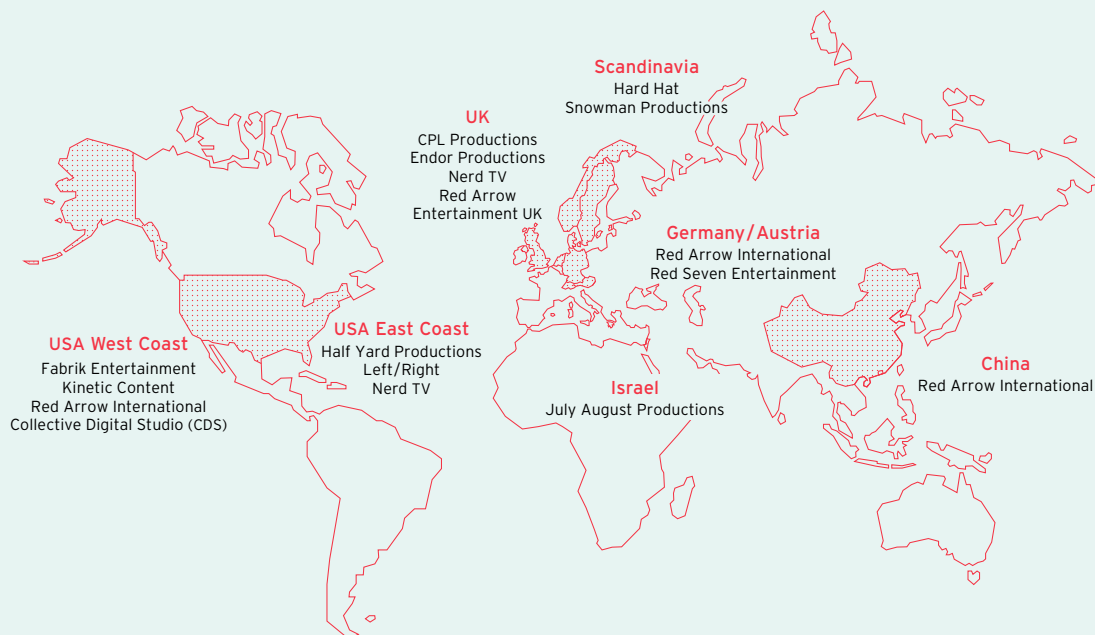 Scandinavia
Hard Hat
Snowman Productions
UK
CPL Productions
Endor Productions
Nerd TV
Red Arrow
Entertainment UK
Germany/Austria
Red Arrow International
Red Seven Entertainment
USA West Coast
Fabrik Entertainment
Kinetic Content
Red Arrow International
Collective Digital Studio (CDS)
USA East Coast
Half Yard Productions
Left/Right
Nerd TV
Israel
July August Productions
China
Red Arrow International